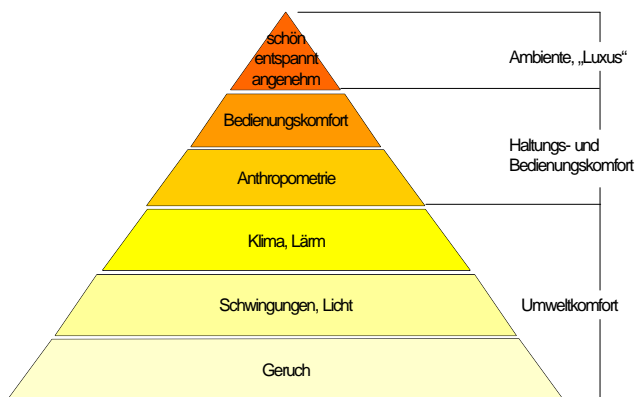 schön
entspannt
angenehm
Ambiente, „Luxus“
Bedienungskomfort
Haltungs- und
Bedienungskomfort
Anthropometrie
Klima, Lärm
Schwingungen, Licht
Umweltkomfort
Geruch